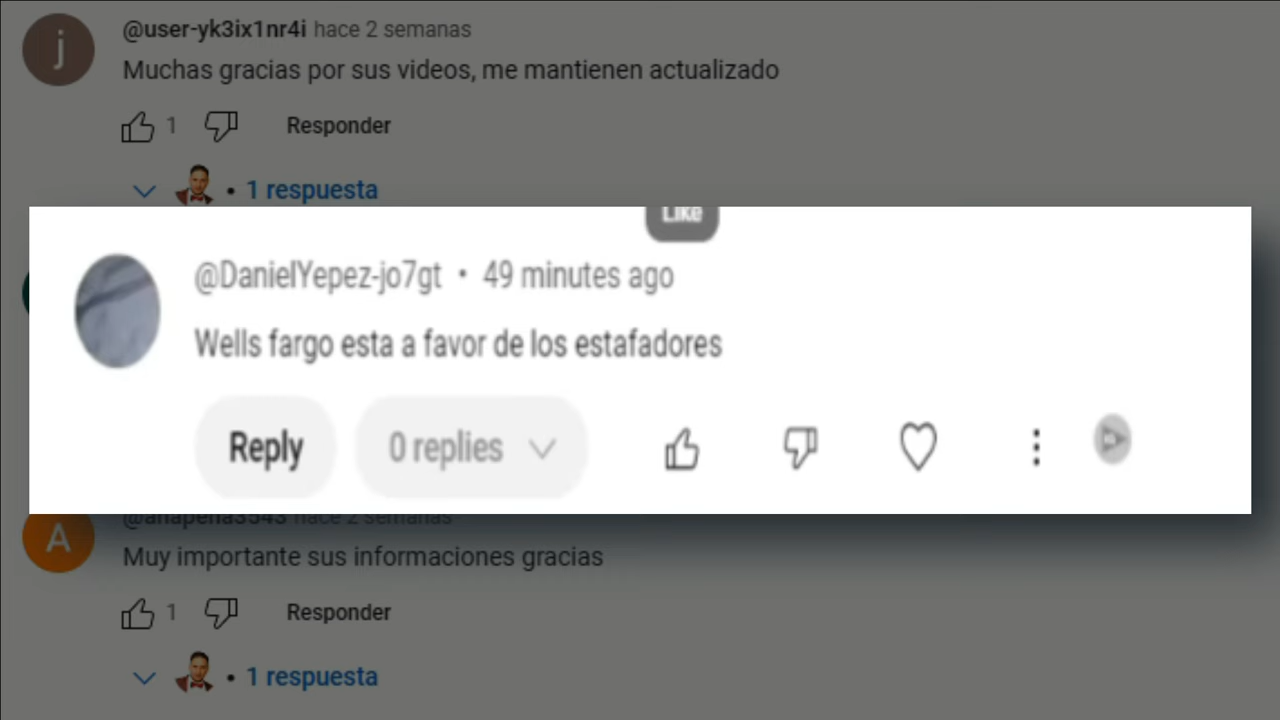 j
@user-yk3ix1nr4i hace 2 semanas
Muchas gracias por sus videos, me mantienen actualizado
1 Responder
• 1 respuesta
Like
@DanielYepez-jo7gt • 49 minutes ago
Wells fargo esta a favor de los estafadores
Reply 0 replies
@anapena3543 hace 2 semanas
A
Muy importante sus informaciones gracias
1 Responder
• 1 respuesta